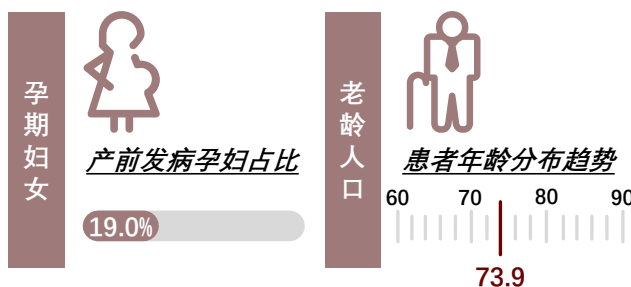 孕期妇女
产前发病孕妇占比
19.0%
老龄人口
患者年龄分布趋势
60 70 80 90
73.9